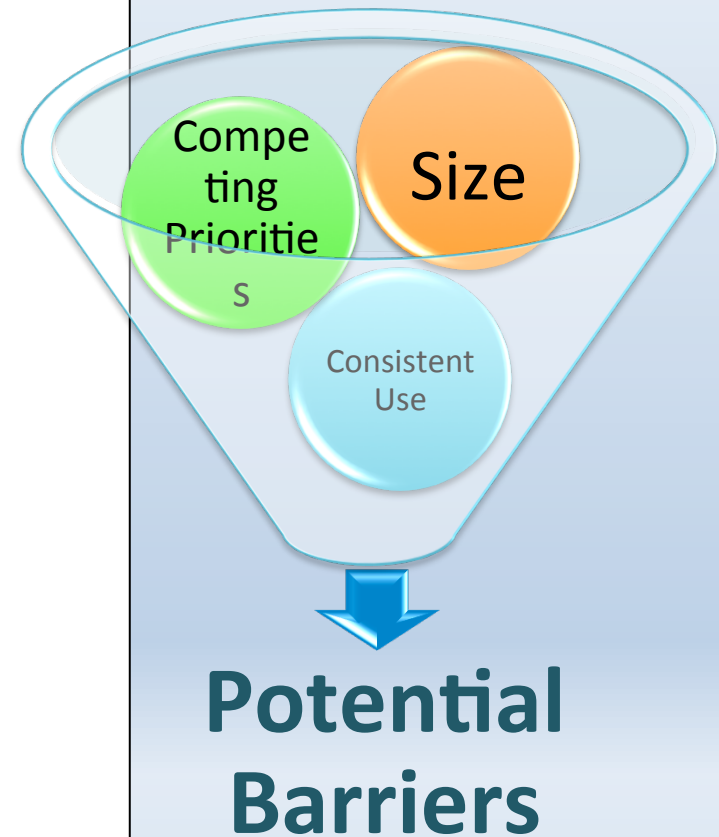 Compe
ting
Prioritie
s
Size
Consistent
Use
Potential
Barriers